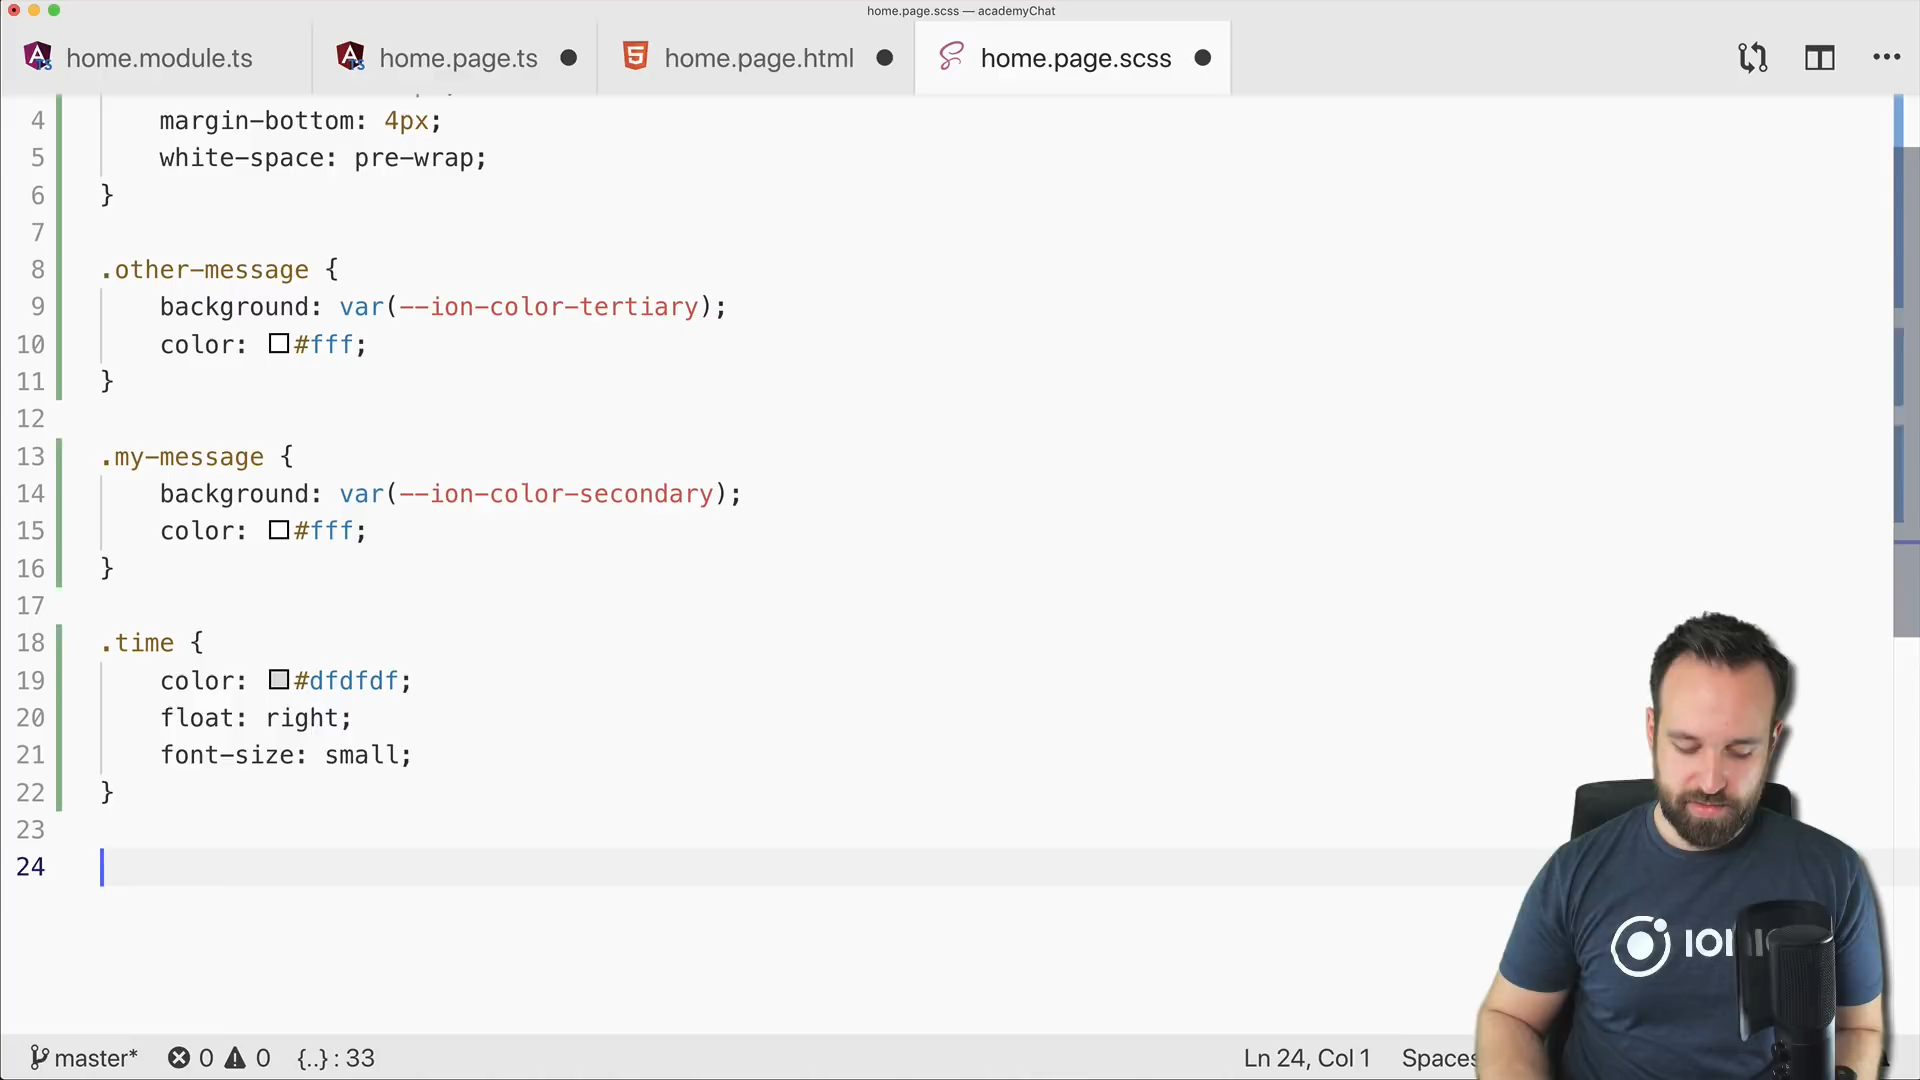 home.page.scss — academyChat
home.module.ts
home.page.ts
home.page.html
home.page.scss
4 margin-bottom: 4px;
5 white-space: pre-wrap;
6 }
7
8 .other-message {
9 background: var(--ion-color-tertiary);
10 color: #fff;
11 }
12
13 .my-message {
14 background: var(--ion-color-secondary);
15 color: #fff;
16 }
17
18 .time {
19 color: #dfdfdf;
20 float: right;
21 font-size: small;
22 }
23
24
master* 0 0 {..} : 33
Ln 24, Col 1 Spaces